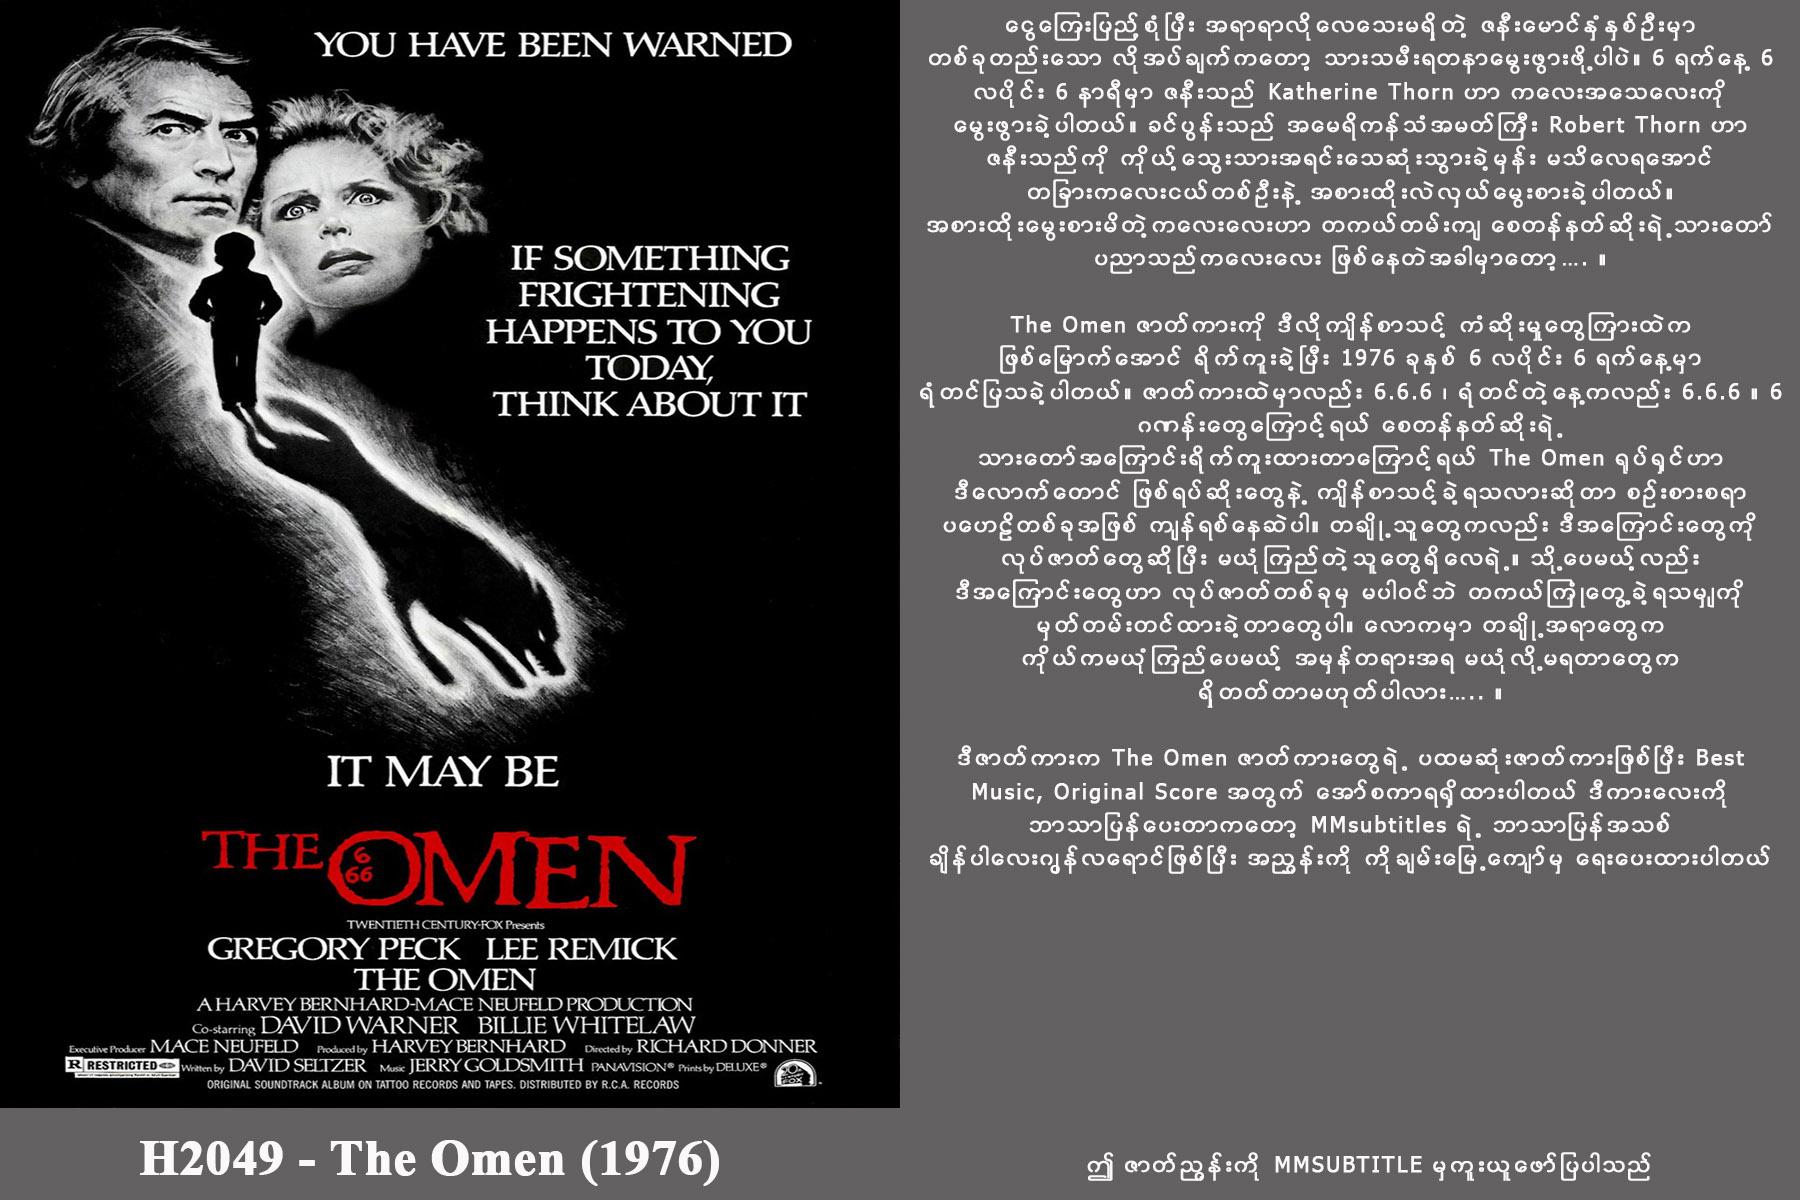 YOU HAVE BEEN WARNED
IF SOMETHING
FRIGHTENING
HAPPENS TO YOU
TODAY,
THINK ABOUT IT
IT MAY BE
THE OMEN
6
66
TWENTIETH CENTURY-FOX Presents
GREGORY PECK LEE REMICK
THE OMEN
A HARVEY BERNHARD-MACE NEUFELD PRODUCTION
Co-starring DAVID WARNER BILLIE WHITELAW
Executive Producer MACE NEUFELD Produced by HARVEY BERNHARD Directed by RICHARD DONNER
R RESTRICTED Written by DAVID SELTZER Music JERRY GOLDSMITH PANAVISION® Prints by DELUXE®
ORIGINAL SOUNDTRACK ALBUM ON TATTOO RECORDS AND TAPES. DISTRIBUTED BY R.C.A. RECORDS
H2049 - The Omen (1976)
ငွေကြေးပြည့်စုံပြီး အရာရာလိုလေသေးမရှိတဲ့ ဇနီးမောင်နှံနှစ်ဦးမှာ
တစ်ခုတည်းသော လိုအပ်ချက်ကတော့ သားသမီးရတနာမွေးဖွားဖို့ပါပဲ။ 6 ရက်နေ့ 6
လပိုင်း 6 နာရီမှာ ဇနီးသည် Katherine Thorn ဟာ ကလေးအသေလေးကို
မွေးဖွားခဲ့ပါတယ်။ ခင်ပွန်းသည် အမေရိကန်သံအမတ်ကြီး Robert Thorn ဟာ
ဇနီးသည်ကို ကိုယ့်သွေးသားအရင်းသေဆုံးသွားခဲ့မှန်း မသိလေရအောင်
တခြားကလေးငယ်တစ်ဦးနဲ့ အစားထိုးလဲလှယ်မွေးစားခဲ့ပါတယ်။
အစားထိုးမွေးစားမိတဲ့ကလေးလေးဟာ တကယ်တမ်းကျ စေတန်နတ်ဆိုးရဲ့သားတော်
ပညာသည်ကလေးလေး ဖြစ်နေတဲအခါမှာတော့.... ။
The Omen ဇာတ်ကားကို ဒီလိုကျိန်စာသင့် ကံဆိုးမှုတွေကြားထဲက
ဖြစ်မြောက်အောင် ရိုက်ကူးခဲ့ပြီး 1976 ခုနှစ် 6 လပိုင်း 6 ရက်နေ့မှာ
ရုံတင်ပြသခဲ့ပါတယ်။ ဇာတ်ကားထဲမှာလည်း 6.6.6 ၊ ရုံတင်တဲ့နေ့ကလည်း 6.6.6 ။ 6
ဂဏန်းတွေကြောင့်ရယ် စေတန်နတ်ဆိုးရဲ့
သားတော်အကြောင်းရိုက်ကူးထားတာကြောင့်ရယ် The Omen ရုပ်ရှင်ဟာ
ဒီလောက်တောင် ဖြစ်ရပ်ဆိုးတွေနဲ့ ကျိန်စာသင့်ခဲ့ရသလားဆိုတာ စဉ်းစားစရာ
ပဟေဠိတစ်ခုအဖြစ် ကျန်ရစ်နေဆဲပါ။ တချို့သူတွေကလည်း ဒီအကြောင်းတွေကို
လုပ်ဇာတ်တွေဆိုပြီး မယုံကြည်တဲ့သူတွေရှိလေရဲ့။ သို့ပေမယ့်လည်း
ဒီအကြောင်းတွေဟာ လုပ်ဇာတ်တစ်ခုမှ မပါဝင်ဘဲ တကယ်ကြုံတွေ့ခဲ့ရသမျှကို
မှတ်တမ်းတင်ထားခဲ့တာတွေပါ။ လောကမှာ တချို့အရာတွေက
ကိုယ်ကမယုံကြည်ပေမယ့် အမှန်တရားအရ မယုံလို့မရတာတွေက
ရှိတတ်တာမဟုတ်ပါလား..... ။
ဒီဇာတ်ကားက The Omen ဇာတ်ကားတွေရဲ့ ပထမဆုံးဇာတ်ကားဖြစ်ပြီး Best
Music, Original Score အတွက် အော်စကာရရှိထားပါတယ် ဒီကားလေးကို
ဘာသာပြန်ပေးတာကတော့ MMsubtitles ရဲ့ ဘာသာပြန်အသစ်
ချိန်ပါလေးဂျွန်လရောင်ဖြစ်ပြီး အညွှန်းကို ကိုချမ်းမြေ့ကျော်မှ ရေးပေးထားပါတယ်
ဤ ဇာတ်ညွှန်းကို MMSUBTITLE မှကူးယူဖော်ပြပါသည်